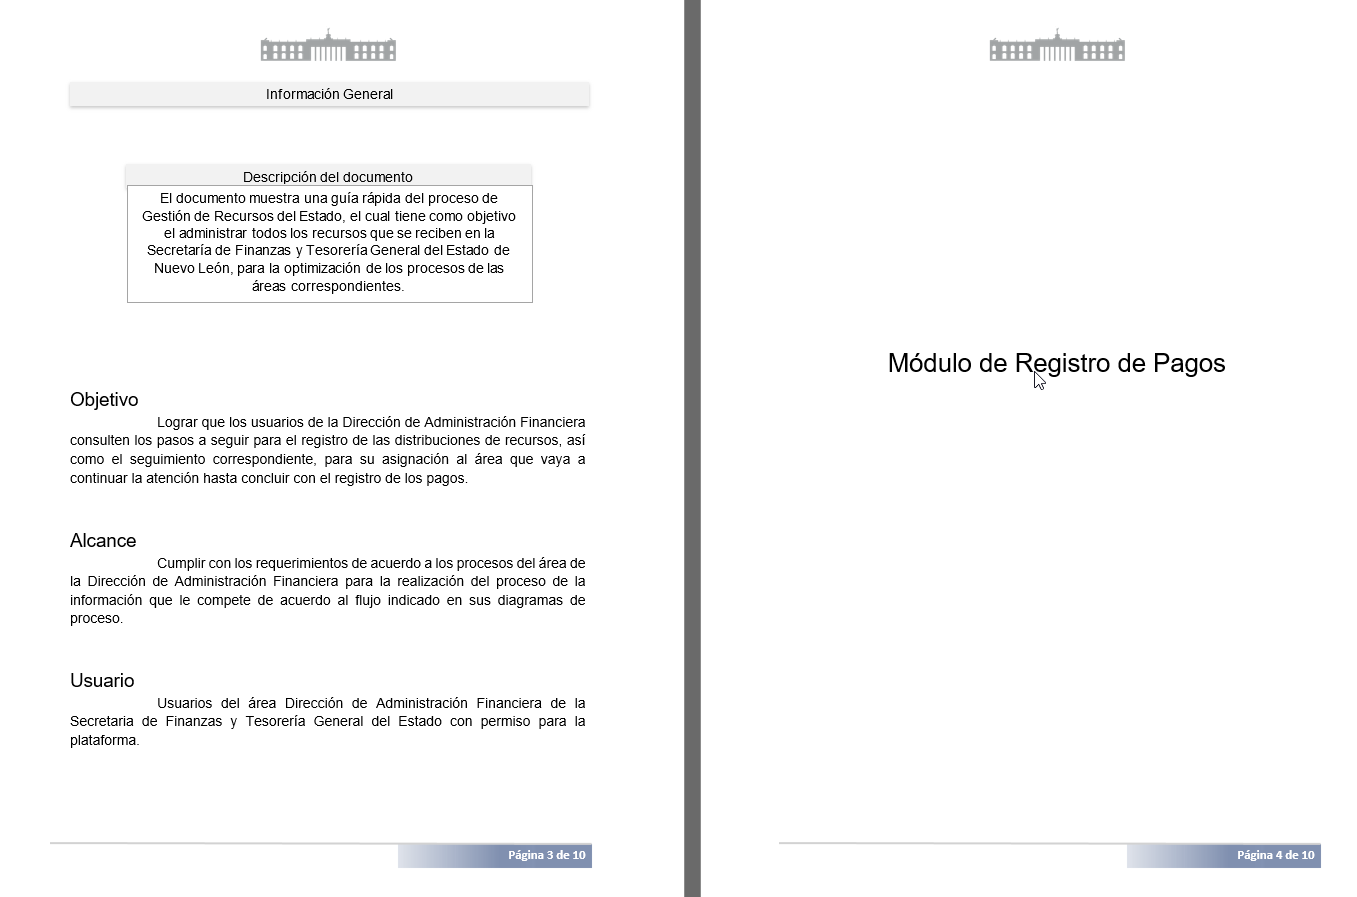 Información General
Descripción del documento
El documento muestra una guía rápida del proceso de
Gestión de Recursos del Estado, el cual tiene como objetivo
el administrar todos los recursos que se reciben en la
Secretaría de Finanzas y Tesorería General del Estado de
Nuevo León, para la optimización de los procesos de las
áreas correspondientes.
Objetivo
Lograr que los usuarios de la Dirección de Administración Financiera
consulten los pasos a seguir para el registro de las distribuciones de recursos, así
como el seguimiento correspondiente, para su asignación al área que vaya a
continuar la atención hasta concluir con el registro de los pagos.
Alcance
Cumplir con los requerimientos de acuerdo a los procesos del área de
la Dirección de Administración Financiera para la realización del proceso de la
información que le compete de acuerdo al flujo indicado en sus diagramas de
proceso.
Usuario
Usuarios del área Dirección de Administración Financiera de la
Secretaria de Finanzas y Tesorería General del Estado con permiso para la
plataforma.
Página 3 de 10
Módulo de Registro de Pagos
Página 4 de 10